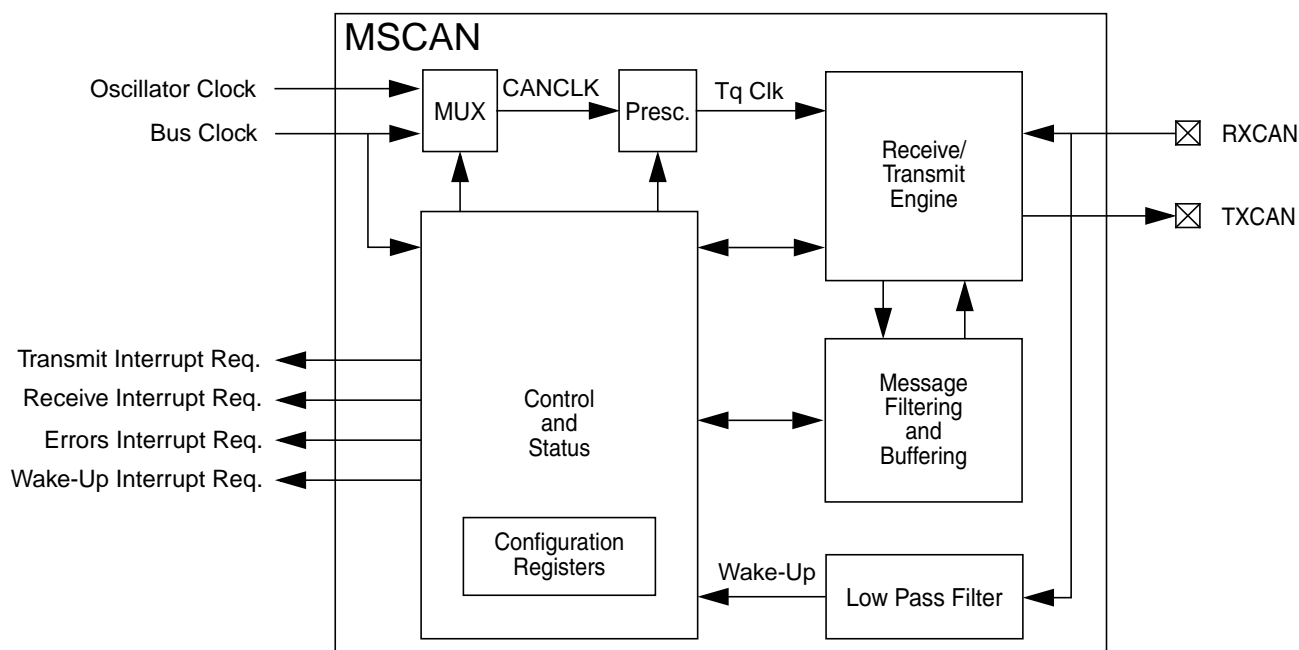 MSCAN
Oscillator Clock
Bus Clock
MUX
CANCLK
Presc.
Tq Clk
Receive/
Transmit
Engine
RXCAN
TXCAN
Transmit Interrupt Req.
Receive Interrupt Req.
Errors Interrupt Req.
Wake-Up Interrupt Req.
Control
and
Status
Message
Filtering
and
Buffering
Configuration
Registers
Wake-Up
Low Pass Filter